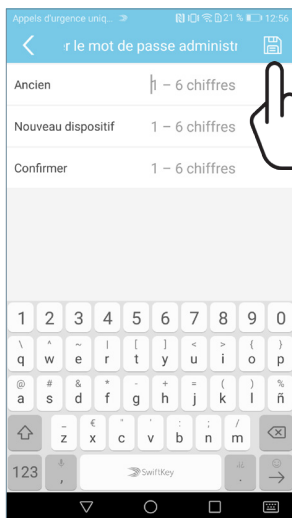 Appels d'urgence uniq... 21 % 12:56
r le mot de passe administr
Ancien 1 – 6 chiffres
Nouveau dispositif 1 – 6 chiffres
Confirmer 1 – 6 chiffres
1 2 3 4 5 6 7 8 9 0
\ ^ ~ | [ ] < > { }
q w e r t y u i o p
@ # & * - + = ( ) %
a s d f g h j k l ñ
_ € " ' : ; /
z x c v b n m
123 , SwiftKey .